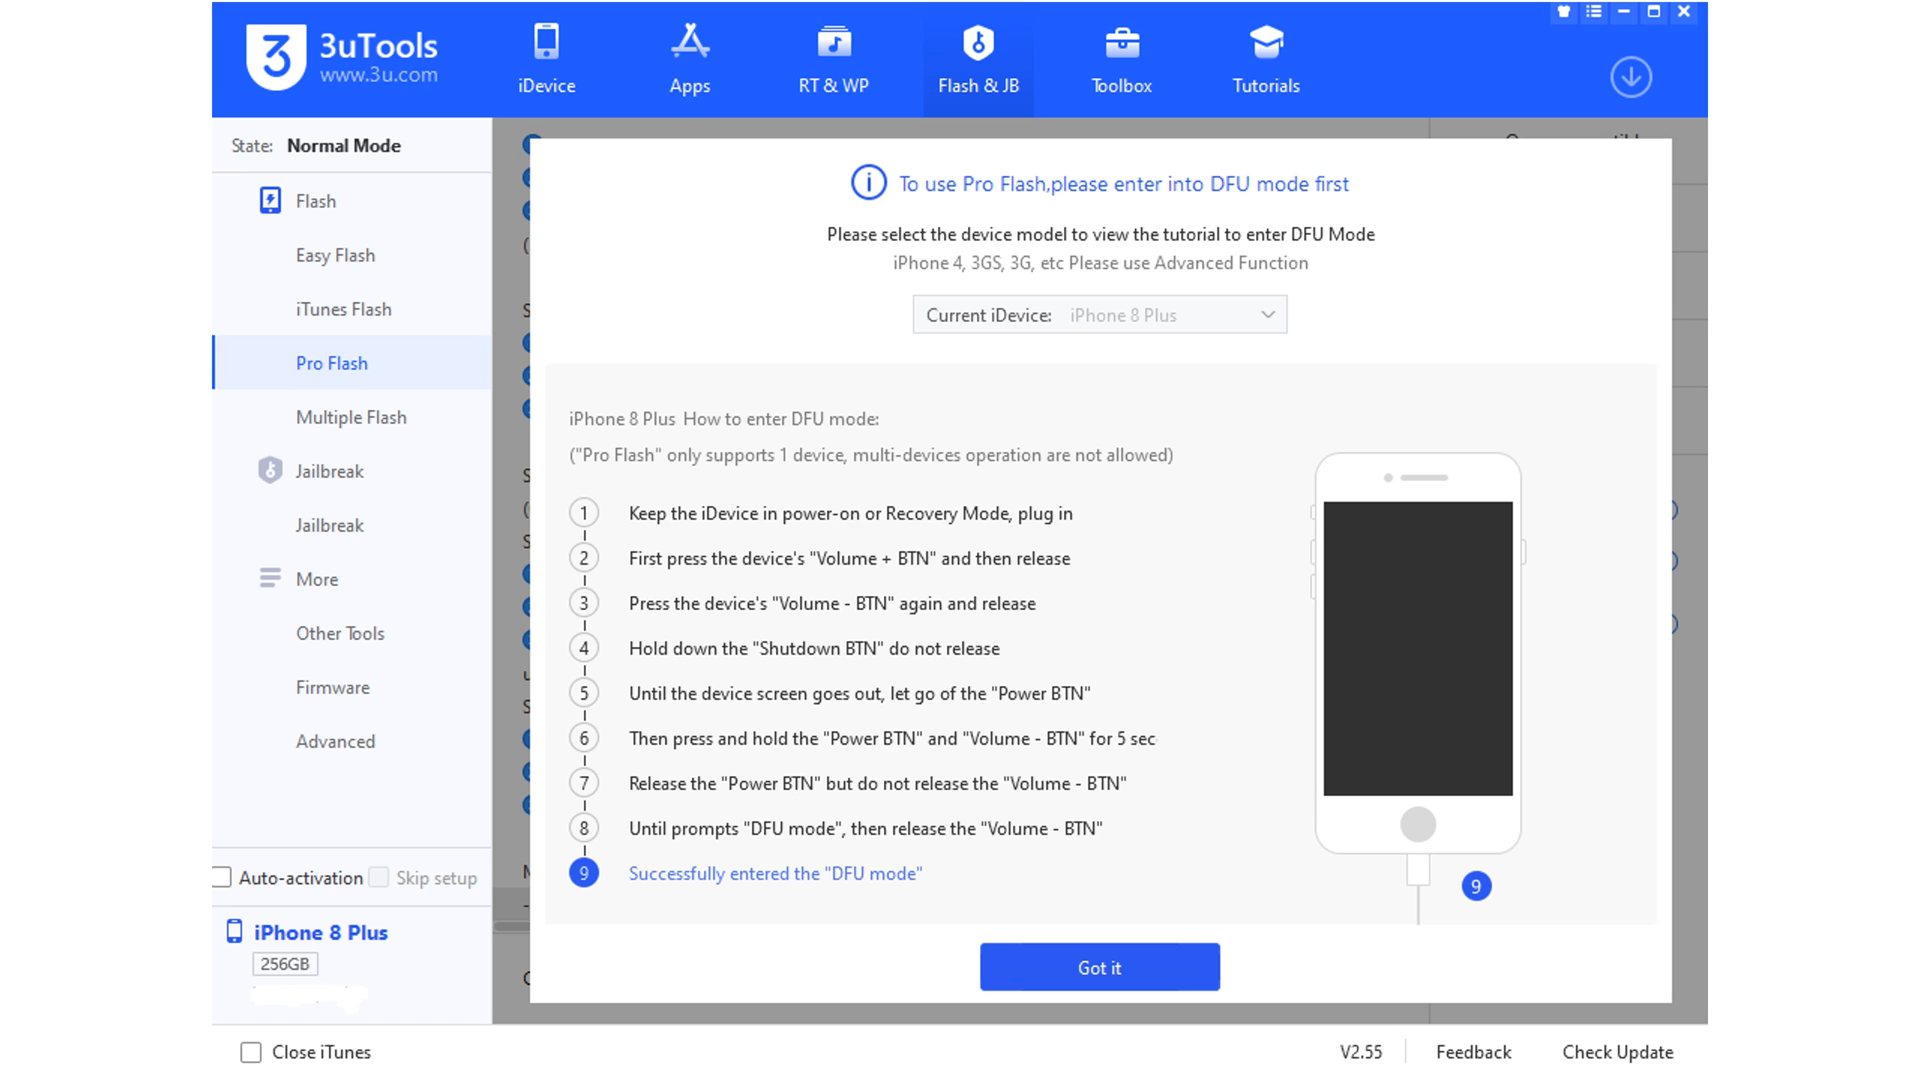 3uTools
www.3u.com
iDevice
Apps
RT & WP
Flash & JB
Toolbox
Tutorials
State: Normal Mode
Flash
Easy Flash
iTunes Flash
Pro Flash
Multiple Flash
Jailbreak
Jailbreak
More
Other Tools
Firmware
Advanced
Auto-activation
Skip setup
iPhone 8 Plus
256GB
To use Pro Flash,please enter into DFU mode first
Please select the device model to view the tutorial to enter DFU Mode
iPhone 4, 3GS, 3G, etc Please use Advanced Function
Current iDevice: iPhone 8 Plus
iPhone 8 Plus How to enter DFU mode:
("Pro Flash" only supports 1 device, multi-devices operation are not allowed)
1 Keep the iDevice in power-on or Recovery Mode, plug in
2 First press the device's "Volume + BTN" and then release
3 Press the device's "Volume - BTN" again and release
4 Hold down the "Shutdown BTN" do not release
5 Until the device screen goes out, let go of the "Power BTN"
6 Then press and hold the "Power BTN" and "Volume - BTN" for 5 sec
7 Release the "Power BTN" but do not release the "Volume - BTN"
8 Until prompts "DFU mode", then release the "Volume - BTN"
9 Successfully entered the "DFU mode"
9
Got it
Close iTunes
V2.55
Feedback
Check Update